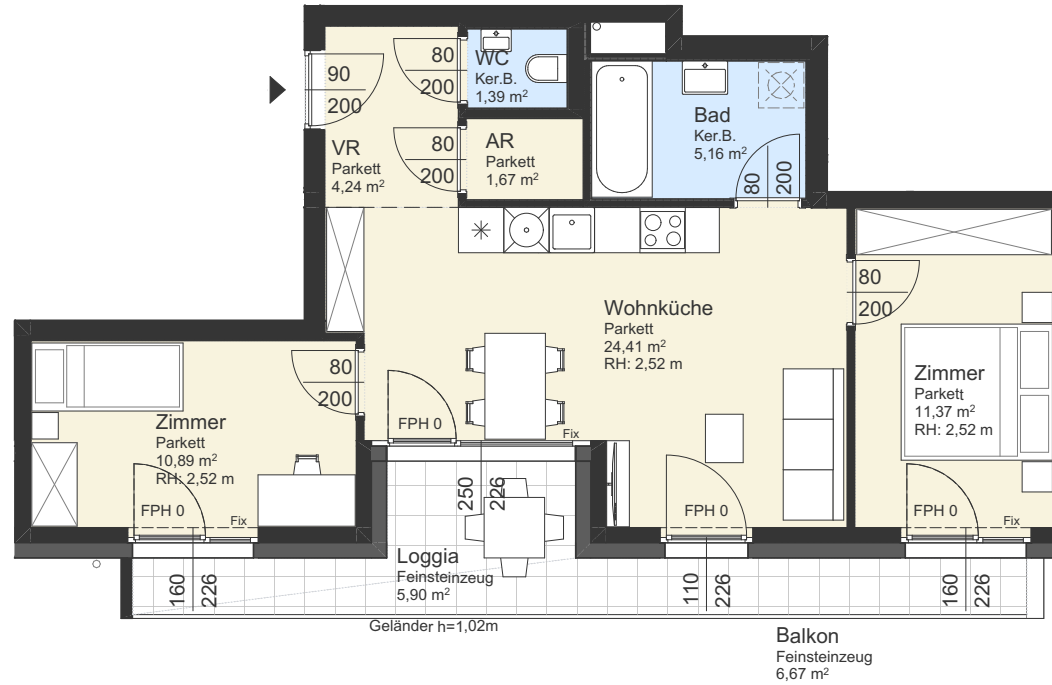 WC
Ker.B.
1,39 m²
80
200
90
200
VR
Parkett
4,24 m²
80
200
AR
Parkett
1,67 m²
Bad
Ker.B.
5,16 m²
80
200
Wohnküche
Parkett
24,41 m²
RH: 2,52 m
80
200
Zimmer
Parkett
11,37 m²
RH: 2,52 m
80
200
Zimmer
Parkett
10,89 m²
RH: 2,52 m
FPH 0
Fix
FPH 0
Fix
250
226
FPH 0
FPH 0
Fix
Loggia
Feinsteinzeug
5,90 m²
160
226
110
226
160
226
Geländer h=1,02m
Balkon
Feinsteinzeug
6,67 m²